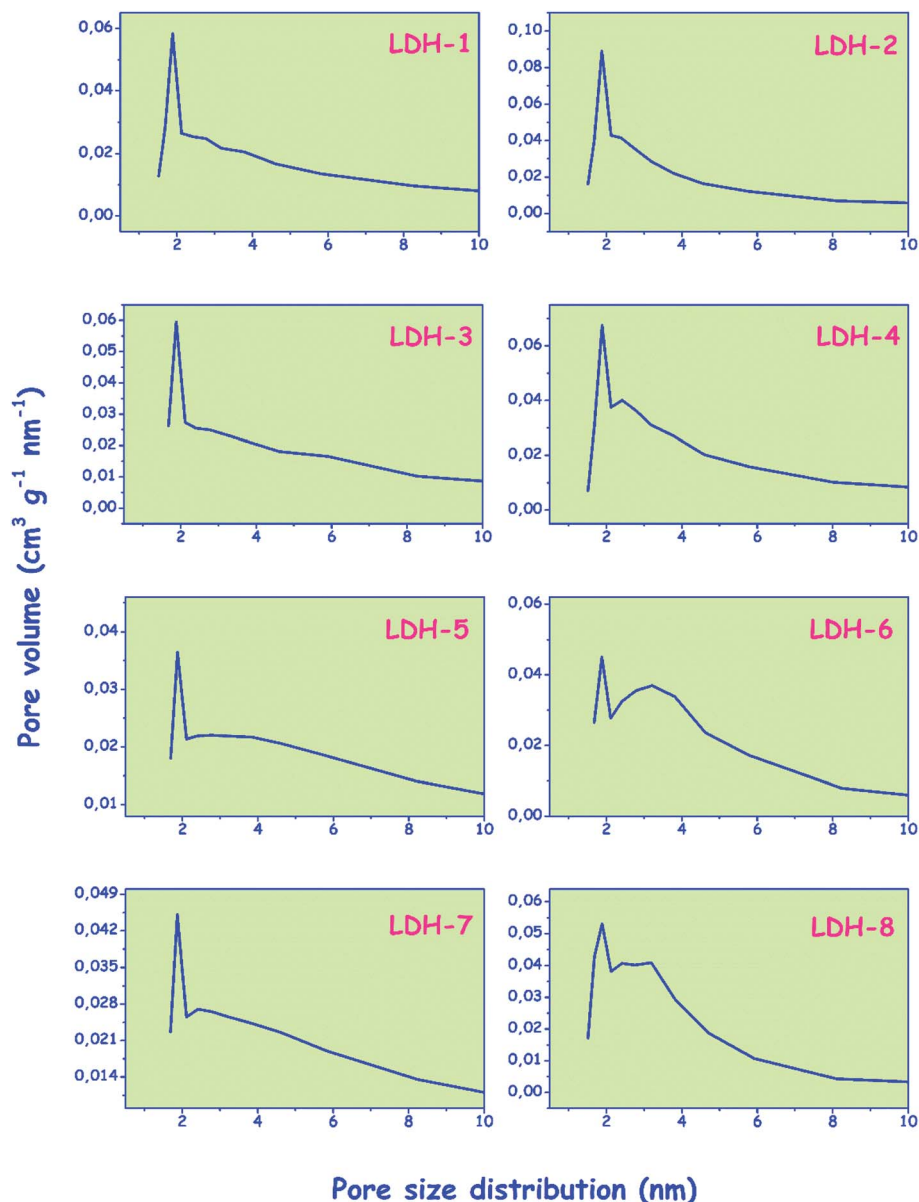 Pore volume (cm³ g⁻¹ nm⁻¹)
LDH-1
0,06
0,04
0,02
0,00
2 4 6 8 10
LDH-2
0,10
0,08
0,06
0,04
0,02
0,00
2 4 6 8 10
LDH-3
0,06
0,05
0,04
0,03
0,02
0,01
0,00
2 4 6 8 10
LDH-4
0,06
0,04
0,02
0,00
2 4 6 8 10
LDH-5
0,04
0,03
0,02
0,01
2 4 6 8 10
LDH-6
0,06
0,04
0,02
0,00
2 4 6 8 10
LDH-7
0,049
0,042
0,035
0,028
0,021
0,014
2 4 6 8 10
LDH-8
0,06
0,05
0,04
0,03
0,02
0,01
0,00
2 4 6 8 10
Pore size distribution (nm)